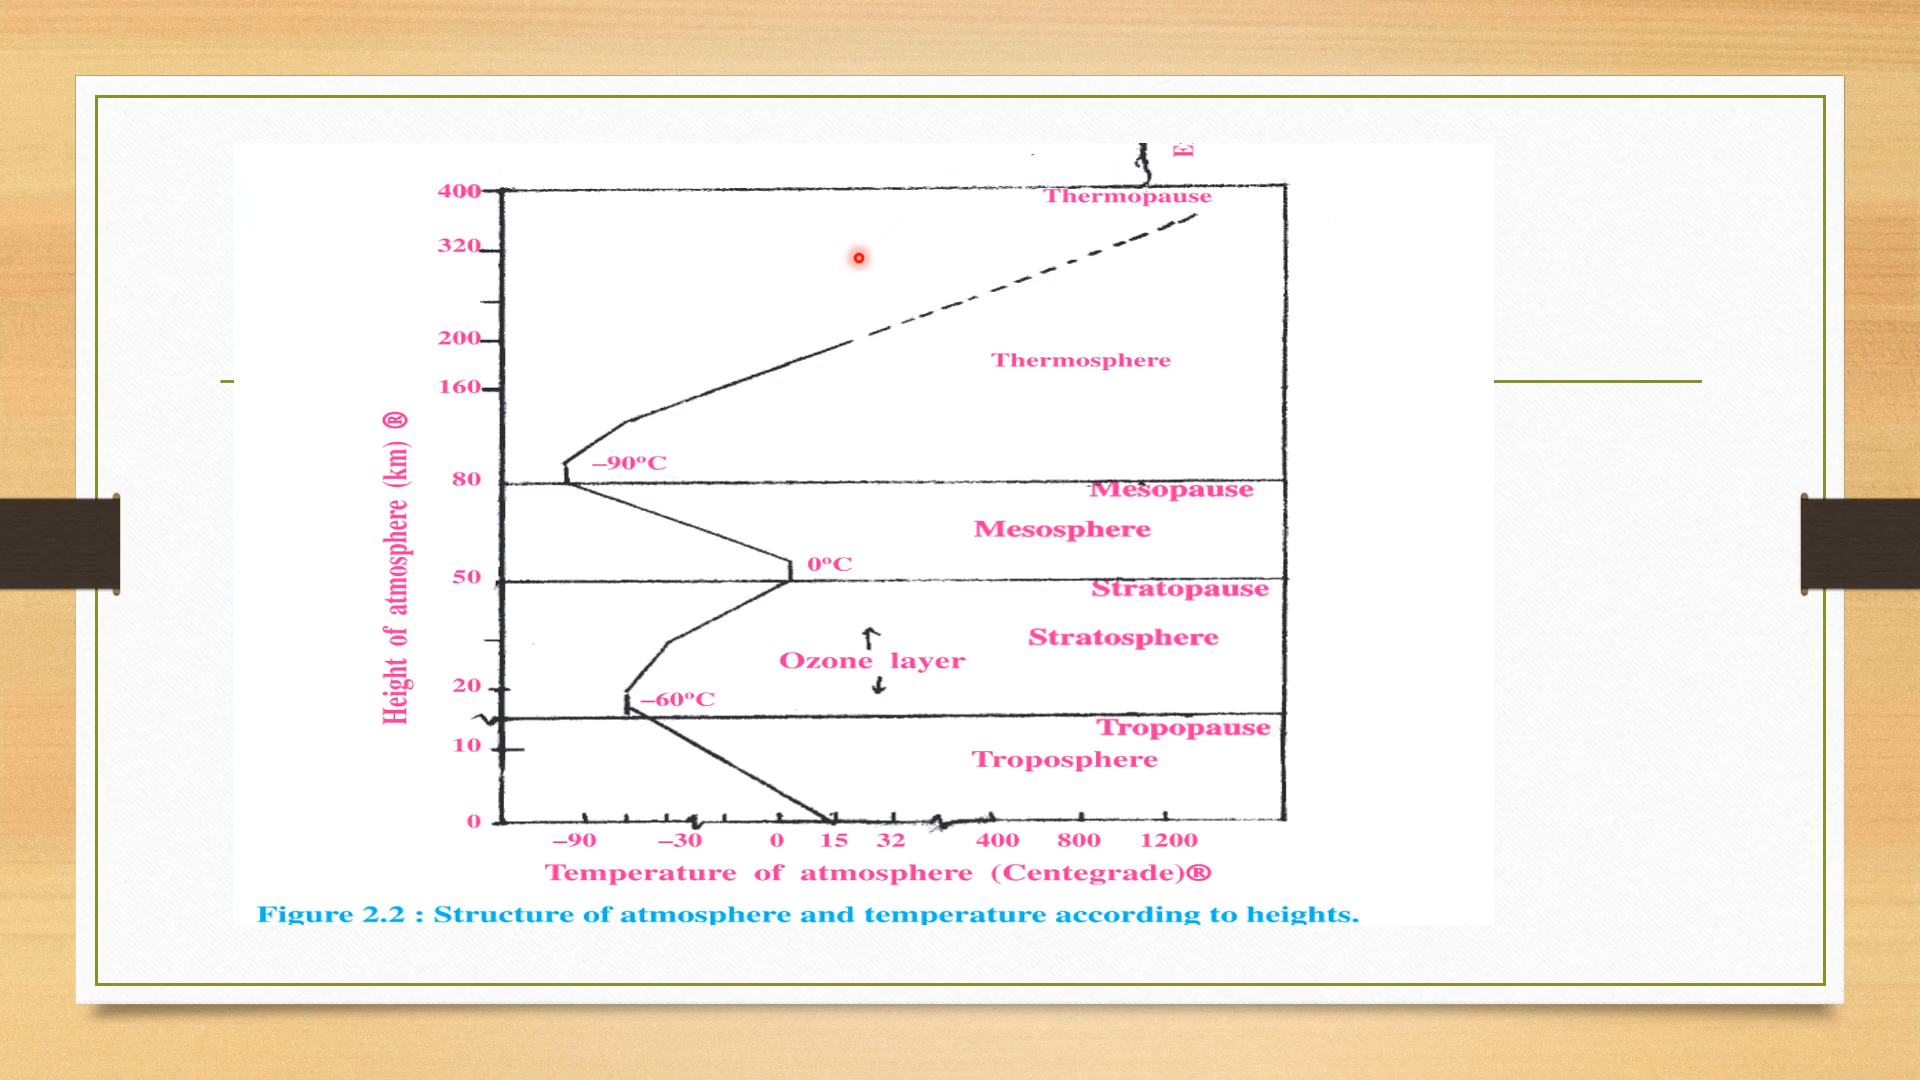 E
400
Thermopause
320
200
Thermosphere
160
Height of atmosphere (km) ®
–90°C
80
Mesopause
Mesosphere
0°C
50
Stratopause
Stratosphere
Ozone layer
20
–60°C
Tropopause
10
Troposphere
0
–90 –30 0 15 32 400 800 1200
Temperature of atmosphere (Centegrade)®
Figure 2.2 : Structure of atmosphere and temperature according to heights.